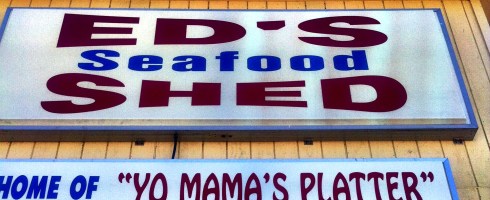 ED'S
Seafood
SHED
HOME OF "YO MAMA'S PLATTER"